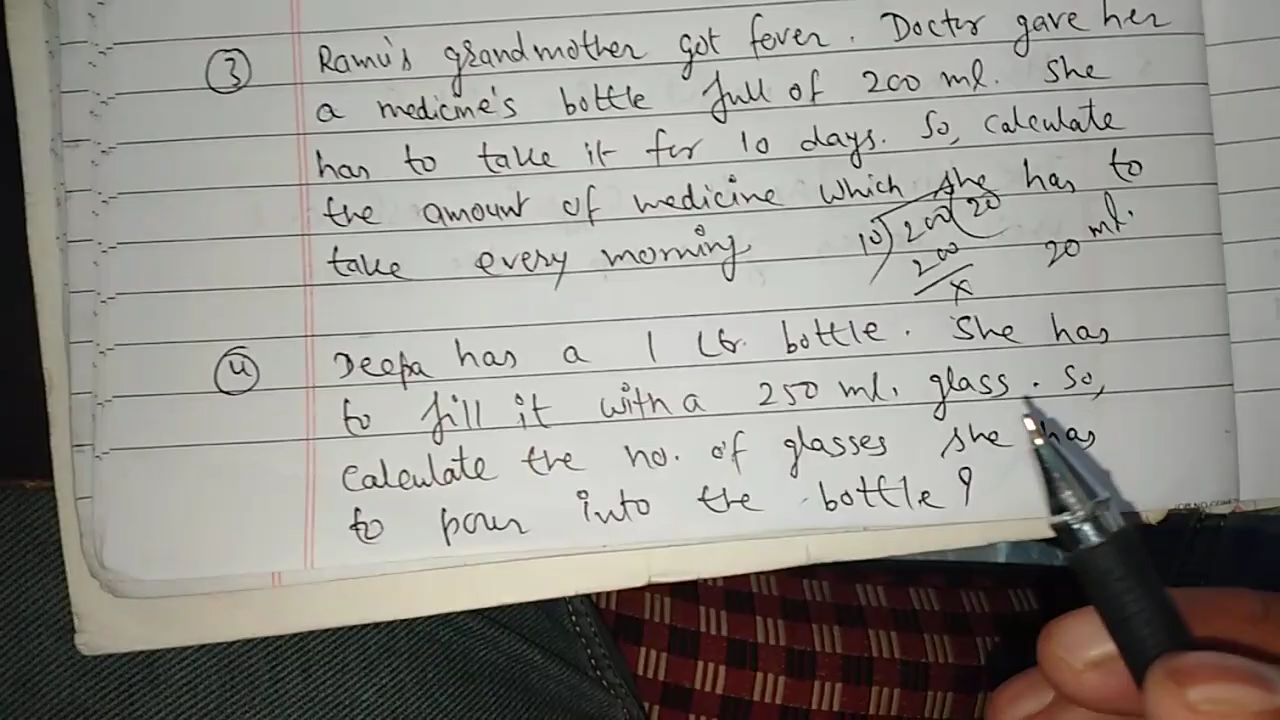 3 Ramu's grandmother got fever. Doctor gave her
a medicine's bottle full of 200 ml. She
has to take it for 10 days. So, calculate
the amount of medicine which she has to
take every morning
10)200(20
200
x
20 ml.
4 Deepa has a 1 Ltr. bottle. She has
to fill it with a 250 ml. glass. So,
calculate the no. of glasses she has
to pour into the bottle?